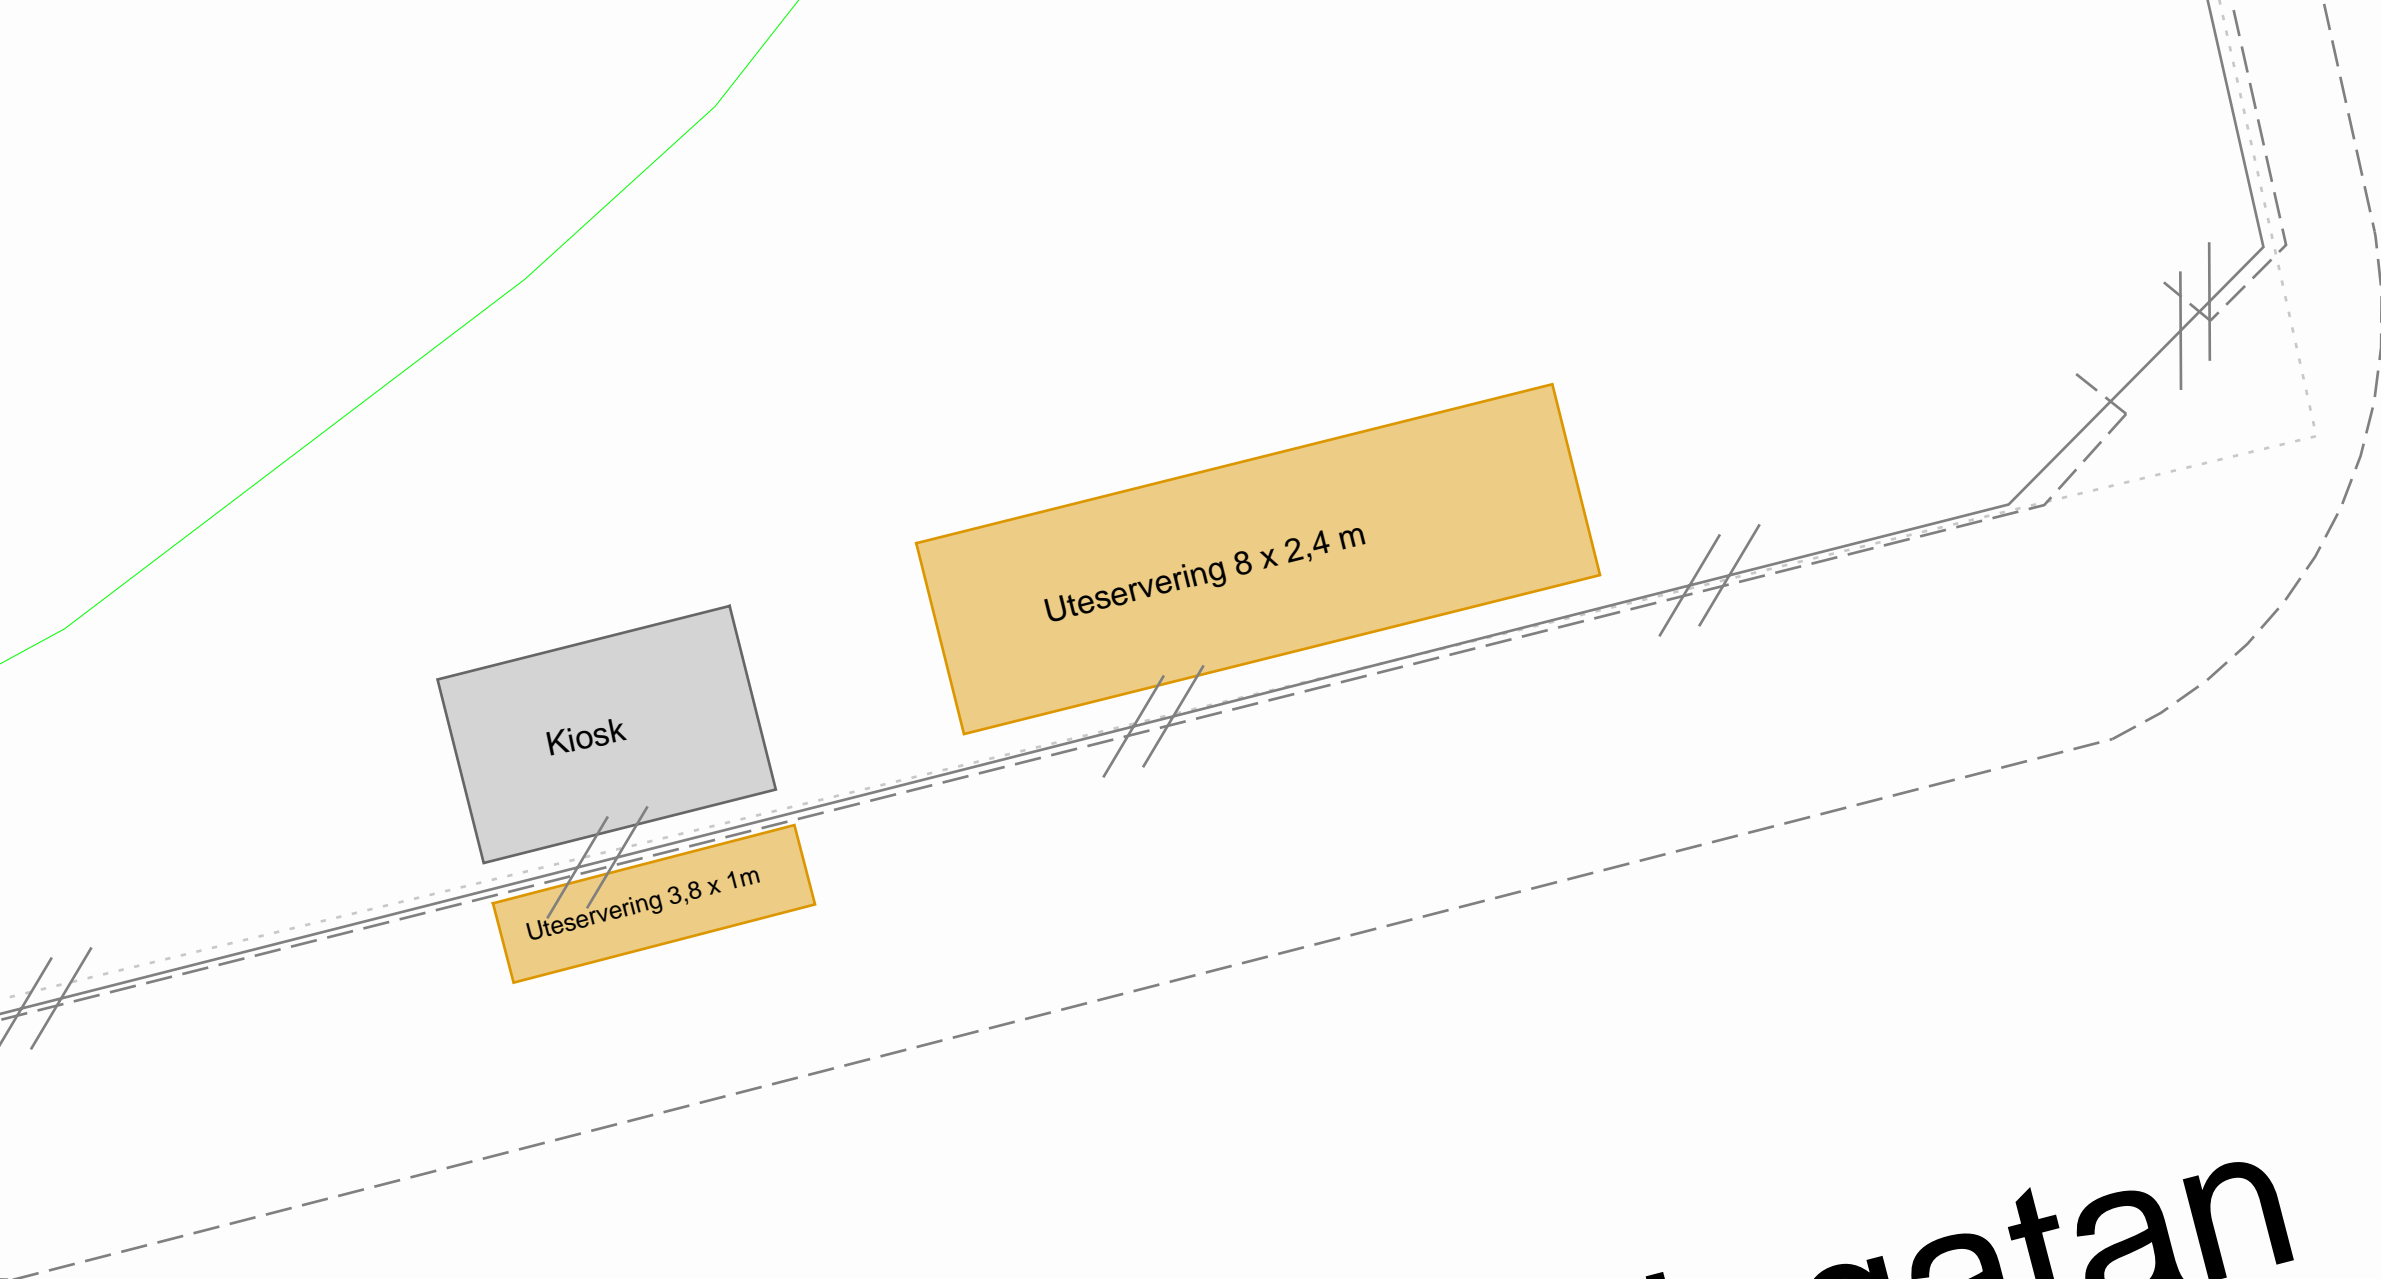 Uteservering 8 x 2,4 m
Kiosk
Uteservering 3,8 x 1m
gatan